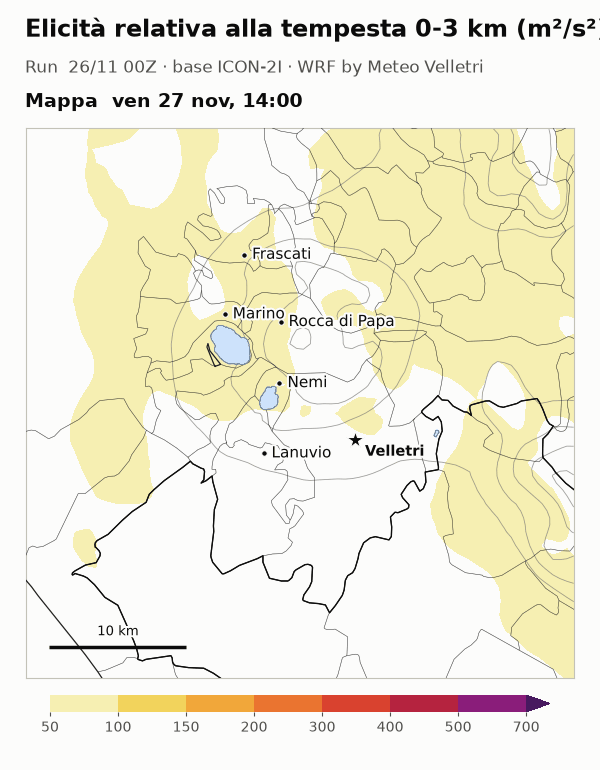 Elicità relativa alla tempesta 0-3 km (m²/s²)
Run 26/11 00Z · base ICON-2I · WRF by Meteo Velletri
Mappa ven 27 nov, 14:00
Frascati
Marino
Rocca di Papa
Nemi
Velletri
Lanuvio
10 km
50 100 150 200 300 400 500 700